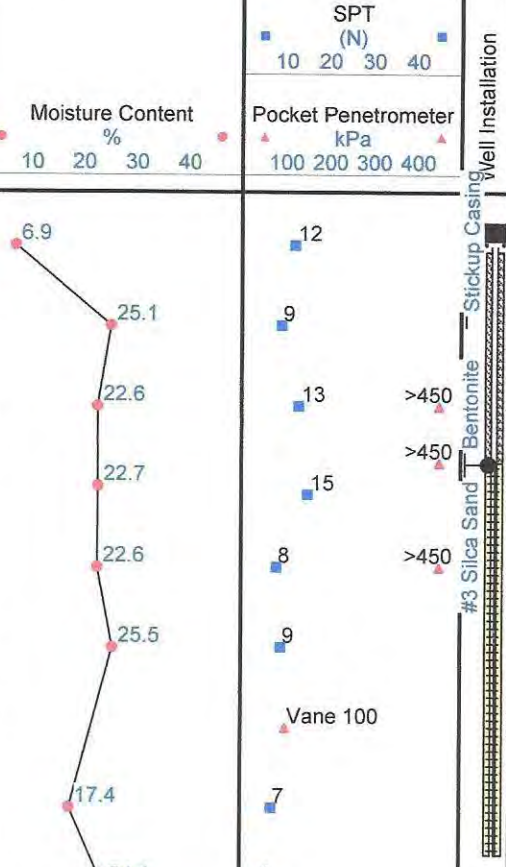 SPT
(N)
10 20 30 40
Moisture Content
%
10 20 30 40
Pocket Penetrometer
kPa
100 200 300 400
Well Installation
6.9
12
Stickup Casing
25.1
9
22.6
13
>450
Bentonite
22.7
15
>450
#3 Silca Sand
22.6
8
>450
25.5
9
Vane 100
17.4
7